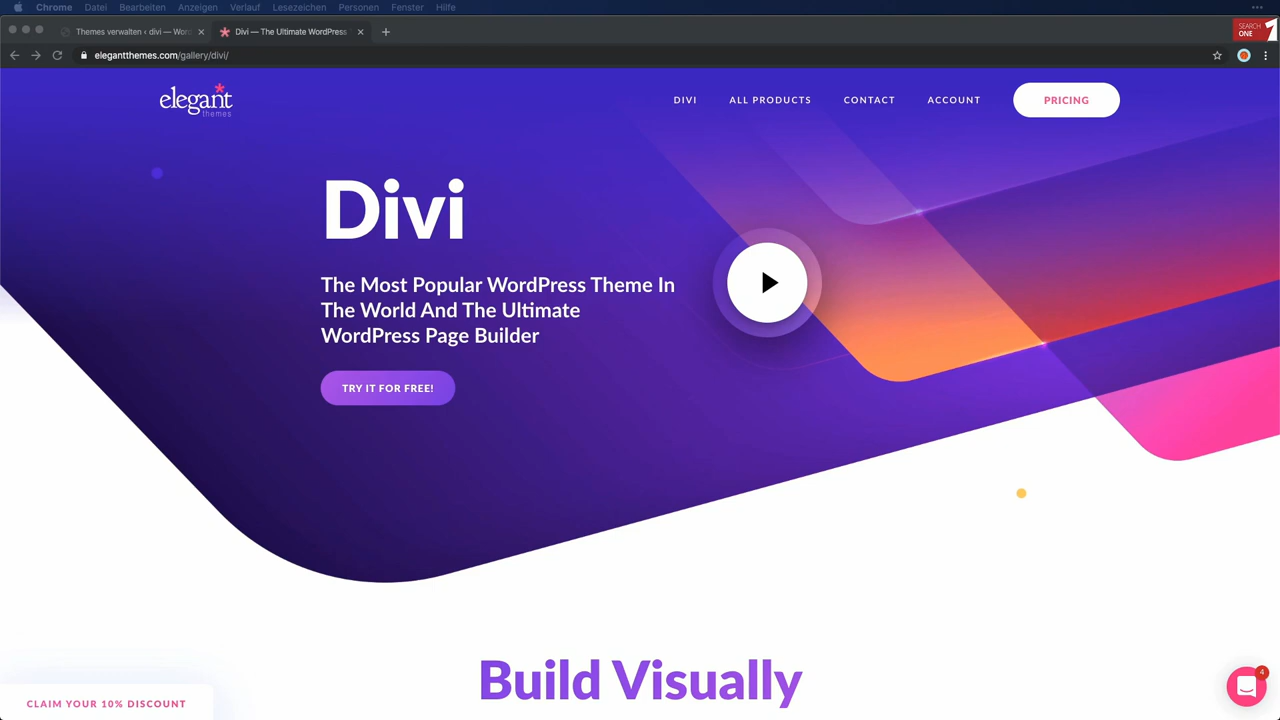 Chrome Datei Bearbeiten Anzeigen Verlauf Lesezeichen Personen Fenster Hilfe
Themes verwalten ‹ divi — Word
Divi — The Ultimate WordPress
SEARCH
ONE
1
elegantthemes.com/gallery/divi/
elegant
themes
DIVI
ALL PRODUCTS
CONTACT
ACCOUNT
PRICING
Divi
The Most Popular WordPress Theme In
The World And The Ultimate
WordPress Page Builder
TRY IT FOR FREE!
Build Visually
CLAIM YOUR 10% DISCOUNT
4